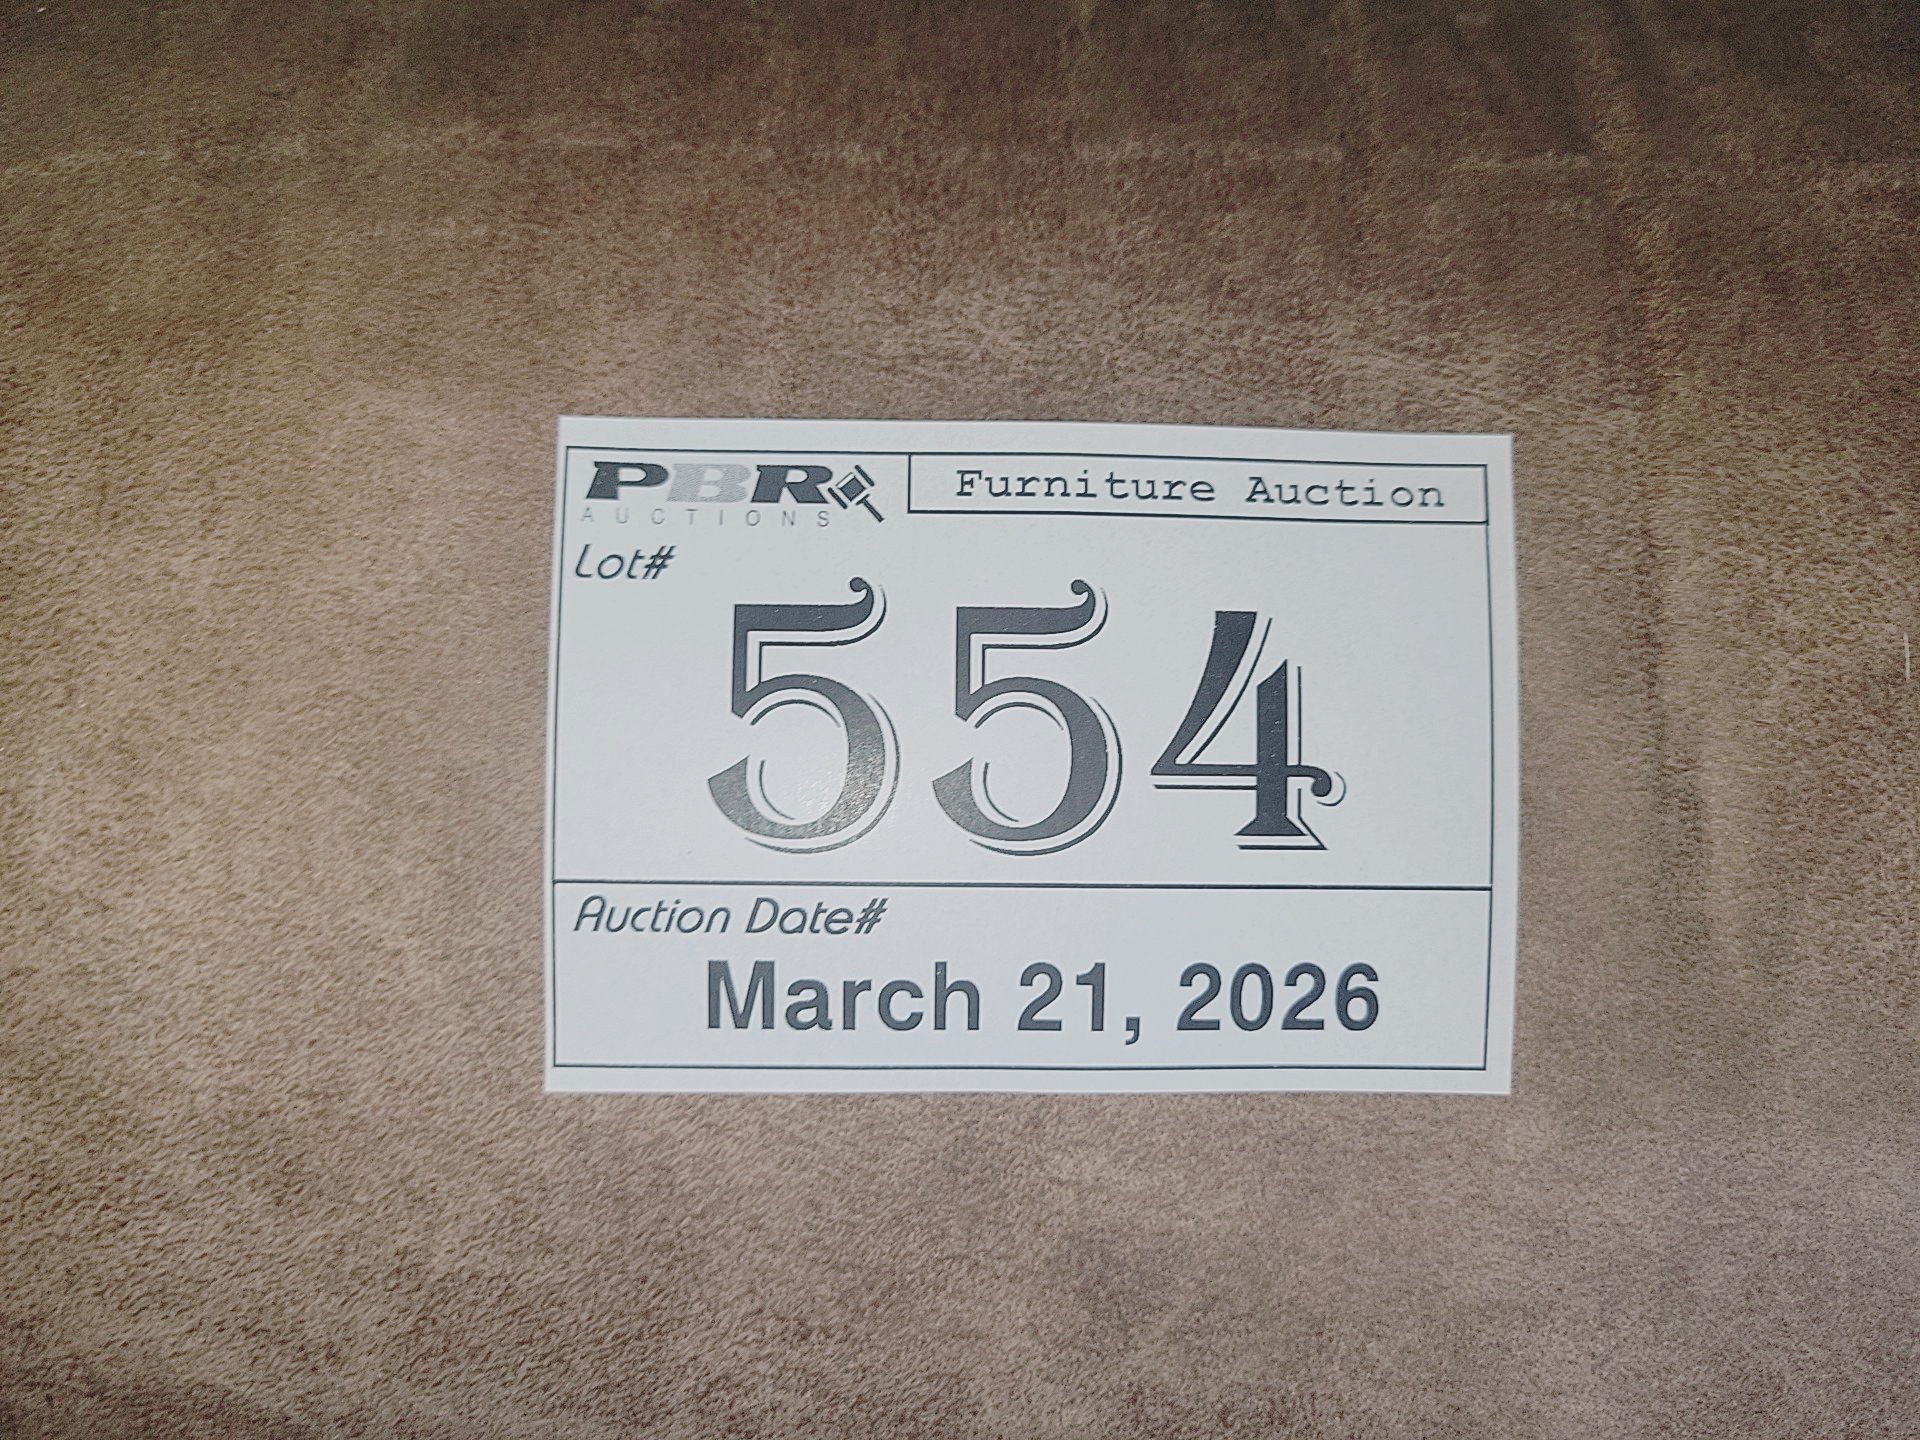 PBR
AUCTIONS
Furniture Auction
Lot#
554
Auction Date#
March 21, 2026